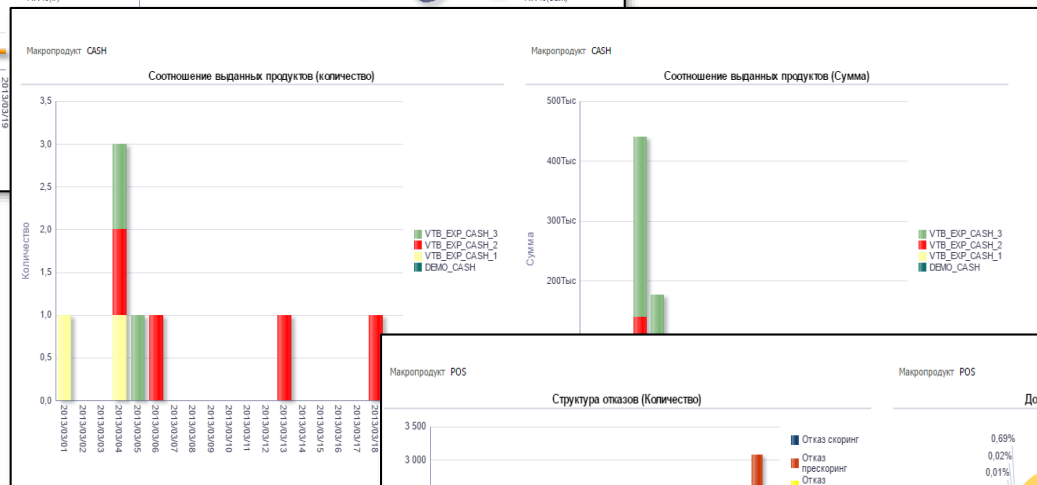 2013/03/19
Макропродукт CASH
Соотношение выданных продуктов (количество)
Количество
3,5
3,0
2,5
2,0
1,5
1,0
0,5
0,0
2013/03/01
2013/03/02
2013/03/03
2013/03/04
2013/03/05
2013/03/06
2013/03/07
2013/03/08
2013/03/09
2013/03/10
2013/03/11
2013/03/12
2013/03/13
2013/03/14
2013/03/15
2013/03/16
2013/03/17
2013/03/18
VTB_EXP_CASH_3
VTB_EXP_CASH_2
VTB_EXP_CASH_1
DEMO_CASH
Макропродукт CASH
Соотношение выданных продуктов (Сумма)
Сумма
500Тыс
400Тыс
300Тыс
200Тыс
VTB_EXP_CASH_3
VTB_EXP_CASH_2
VTB_EXP_CASH_1
DEMO_CASH
Макропродукт POS
Структура отказов (Количество)
3 500
3 000
Отказ скоринг
Отказ
прескоринг
Отказ
Макропродукт POS
До
0,69%
0,02%
0,01%